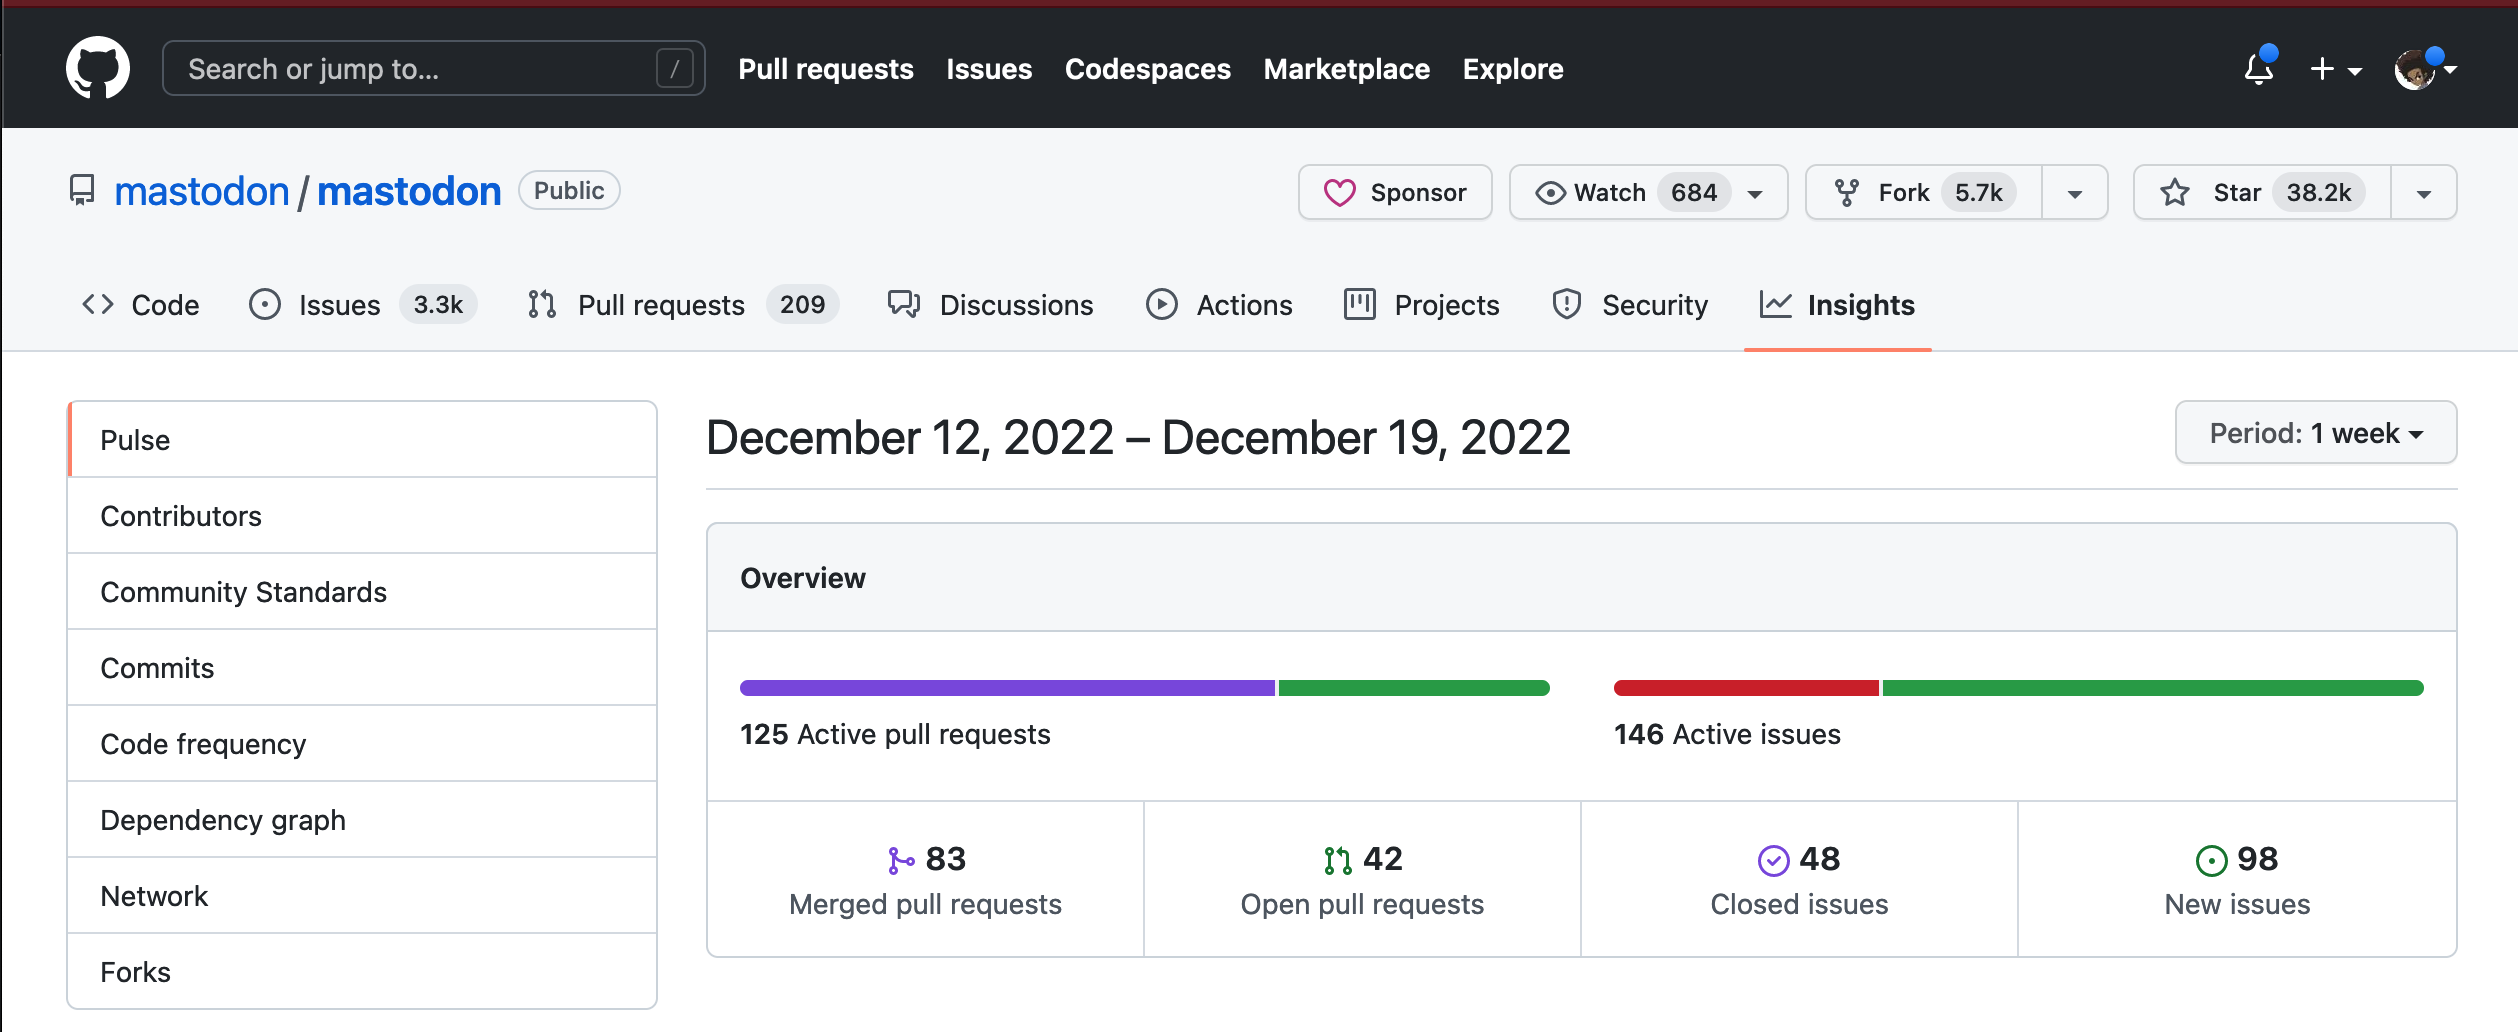 Search or jump to... / Pull requests Issues Codespaces Marketplace Explore
mastodon / mastodon Public Sponsor Watch 684 Fork 5.7k Star 38.2k
Code Issues 3.3k Pull requests 209 Discussions Actions Projects Security Insights
Pulse
Contributors
Community Standards
Commits
Code frequency
Dependency graph
Network
Forks
December 12, 2022 – December 19, 2022 Period: 1 week
Overview
125 Active pull requests 146 Active issues
83 42 48 98
Merged pull requests Open pull requests Closed issues New issues